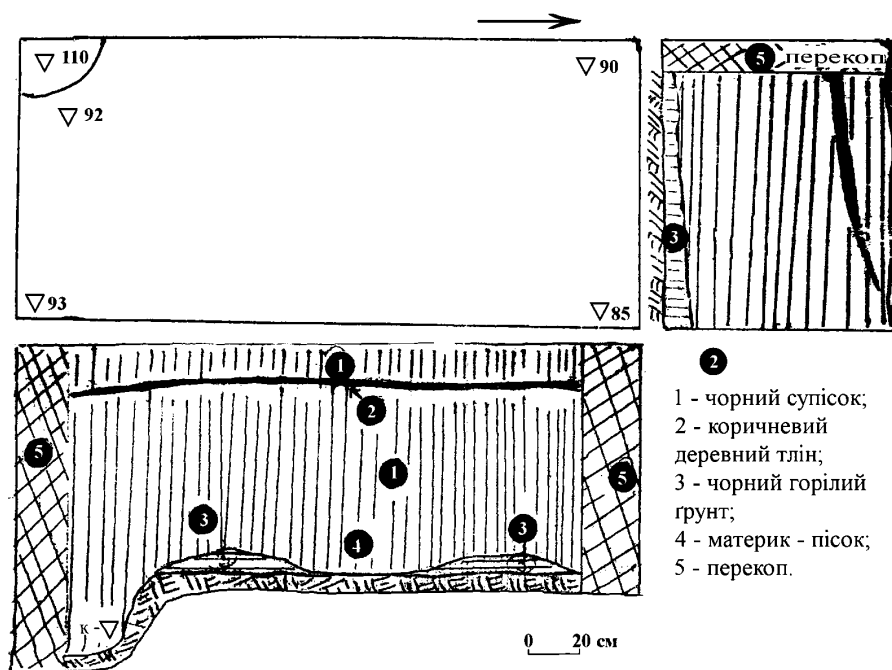 110
90
92
93
85
5 перекоп
3
1
2
5
1
5
3
3
4
к -
0 20 см
2
1 - чорний супісок;
2 - коричневий
деревний тлін;
3 - чорний горілий
ґрунт;
4 - материк - пісок;
5 - перекоп.